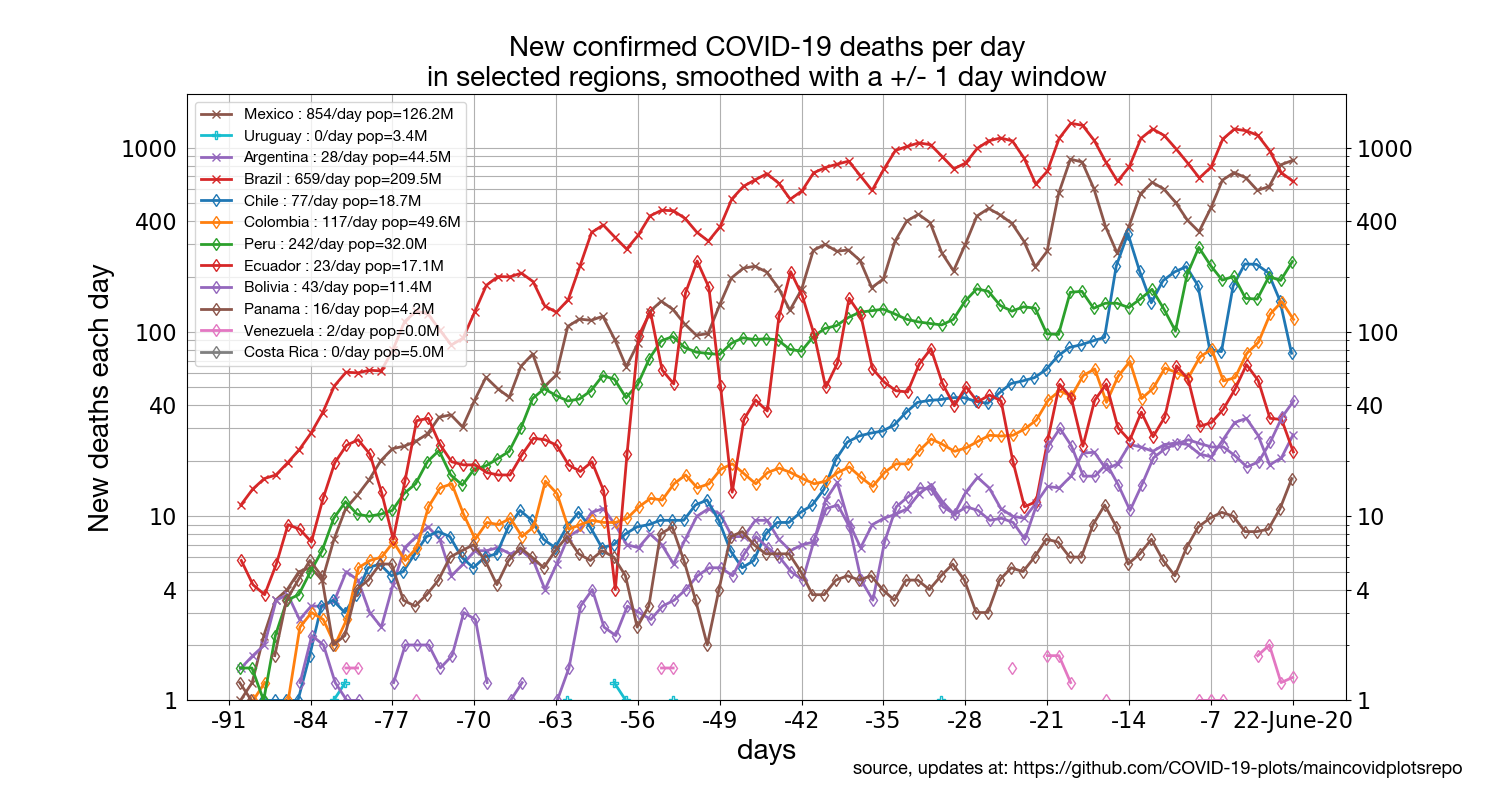 New confirmed COVID-19 deaths per day
in selected regions, smoothed with a +/- 1 day window
Mexico : 854/day pop=126.2M
Uruguay : 0/day pop=3.4M
Argentina : 28/day pop=44.5M
Brazil : 659/day pop=209.5M
Chile : 77/day pop=18.7M
Colombia : 117/day pop=49.6M
Peru : 242/day pop=32.0M
Ecuador : 23/day pop=17.1M
Bolivia : 43/day pop=11.4M
Panama : 16/day pop=4.2M
Venezuela : 2/day pop=0.0M
Costa Rica : 0/day pop=5.0M
New deaths each day
1000
400
100
40
10
4
1
1000
400
100
40
10
4
1
-91 -84 -77 -70 -63 -56 -49 -42 -35 -28 -21 -14 -7 22-June-20
days
source, updates at: https://github.com/COVID-19-plots/maincovidplotsrepo